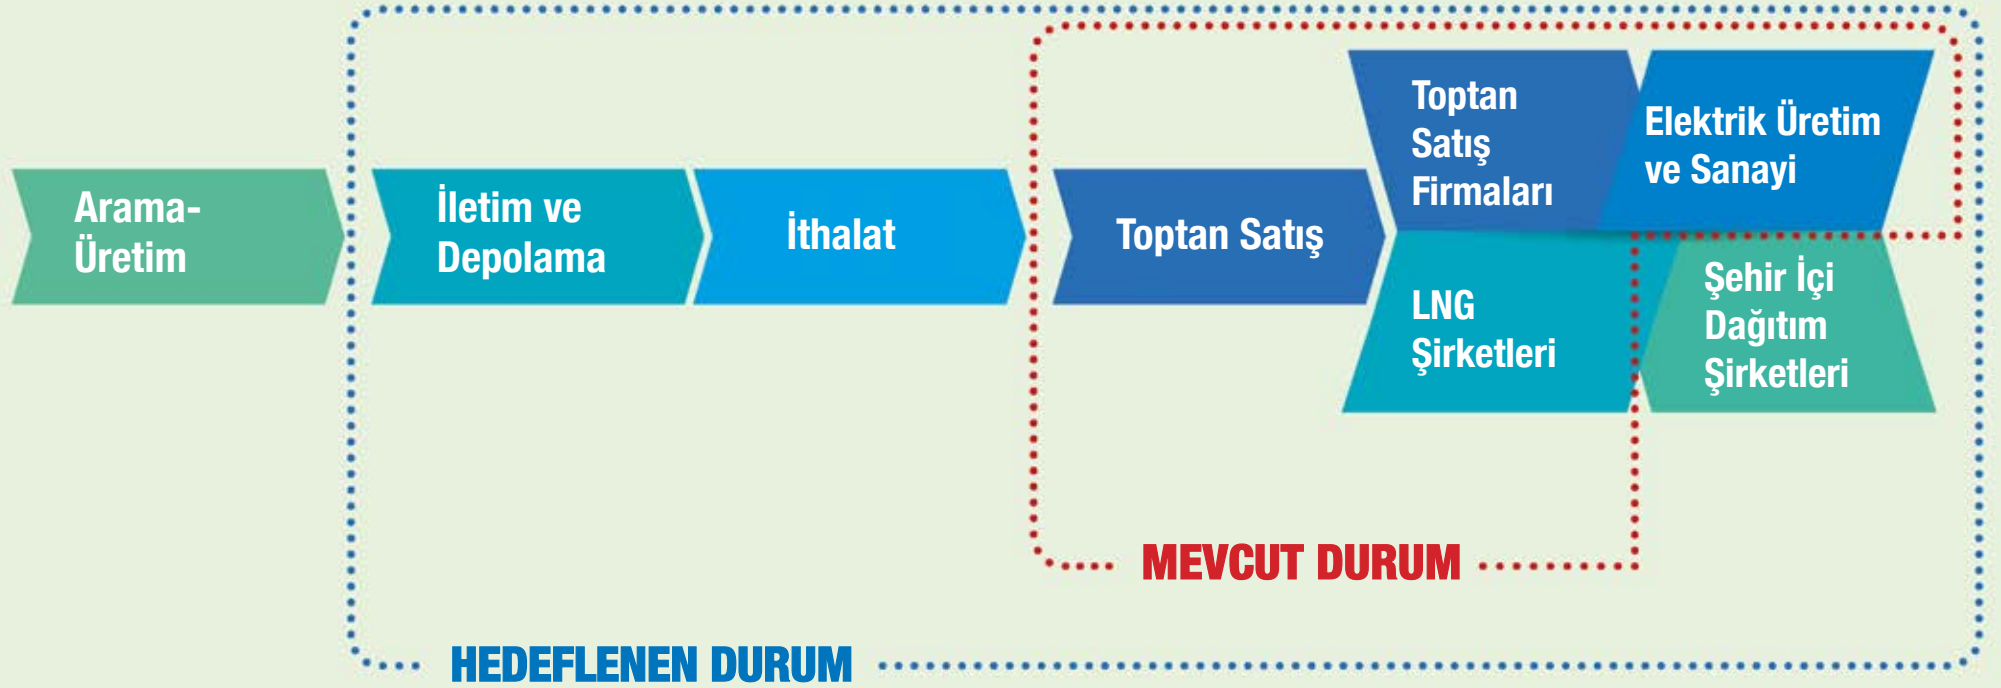 Arama-
Üretim
İletim ve
Depolama
İthalat
Toptan Satış
Toptan
Satış
Firmaları
Elektrik Üretim
ve Sanayi
LNG
Şirketleri
Şehir İçi
Dağıtım
Şirketleri
MEVCUT DURUM
HEDEFLENEN DURUM